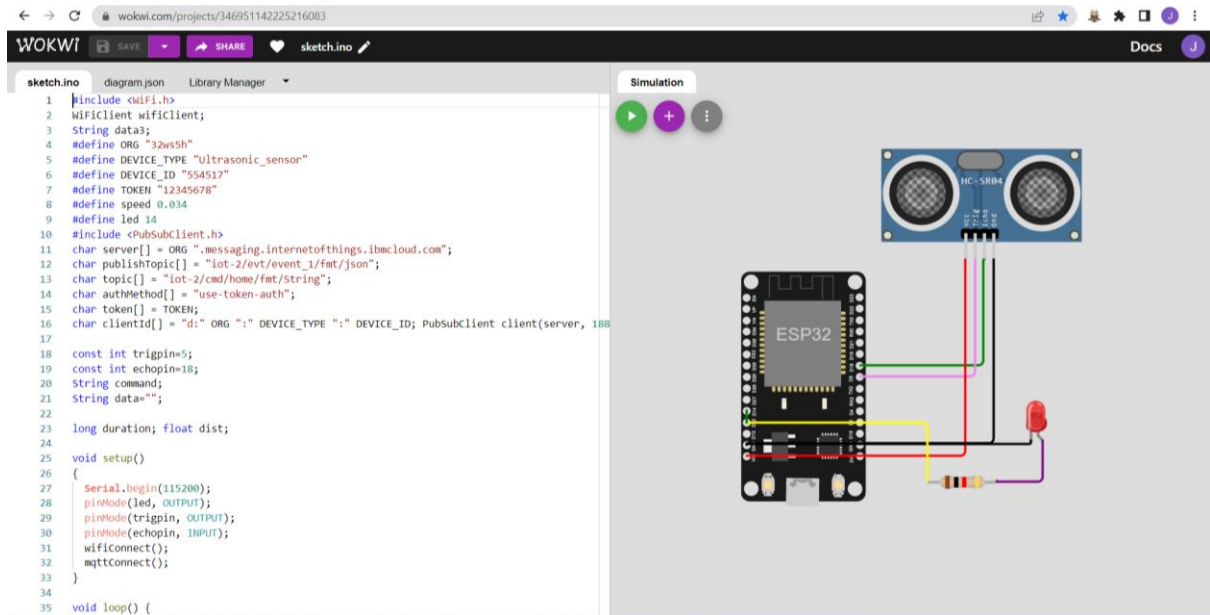 wokwi.com/projects/346951142225216083
J
WOKWI SAVE SHARE sketch.ino Docs J
sketch.ino diagram.json Library Manager
1 #include <WiFi.h>
2 WiFiClient wifiClient;
3 String data3;
4 #define ORG "32ws5h"
5 #define DEVICE_TYPE "Ultrasonic_sensor"
6 #define DEVICE_ID "554517"
7 #define TOKEN "12345678"
8 #define speed 0.034
9 #define led 14
10 #include <PubSubClient.h>
11 char server[] = ORG ".messaging.internetofthings.ibmcloud.com";
12 char publishTopic[] = "iot-2/evt/event_1/fmt/json";
13 char topic[] = "iot-2/cmd/home/fmt/String";
14 char authMethod[] = "use-token-auth";
15 char token[] = TOKEN;
16 char clientId[] = "d:" ORG ":" DEVICE_TYPE ":" DEVICE_ID; PubSubClient client(server, 188
17
18 const int trigpin=5;
19 const int echopin=18;
20 String command;
21 String data="";
22
23 long duration; float dist;
24
25 void setup()
26 {
27 Serial.begin(115200);
28 pinMode(led, OUTPUT);
29 pinMode(trigpin, OUTPUT);
30 pinMode(echopin, INPUT);
31 wifiConnect();
32 mqttConnect();
33 }
34
35 void loop() {
Simulation
HC-SR04
Vcc
Trig
Echo
Gnd
ESP32